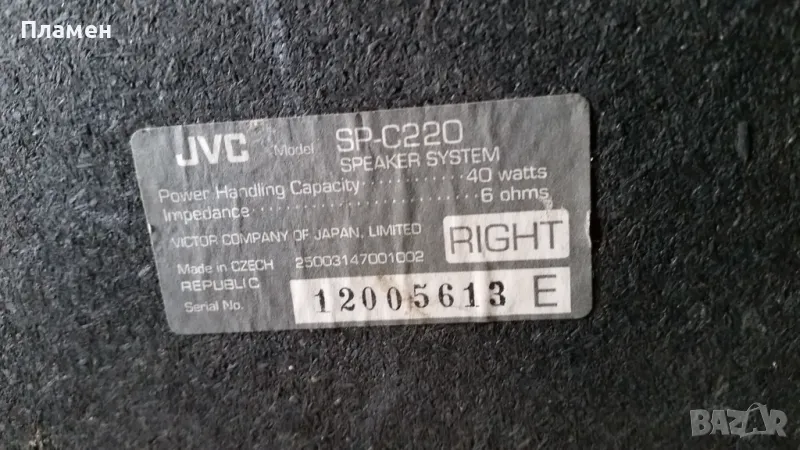 Пламен
JVC Model SP-C220
SPEAKER SYSTEM
Power Handling Capacity 40 watts
Impedance 6 ohms
VICTOR COMPANY OF JAPAN, LIMITED
RIGHT
Made in CZECH 25003147001002
REPUBLIC
Serial No. 12005613 E
BAZAR